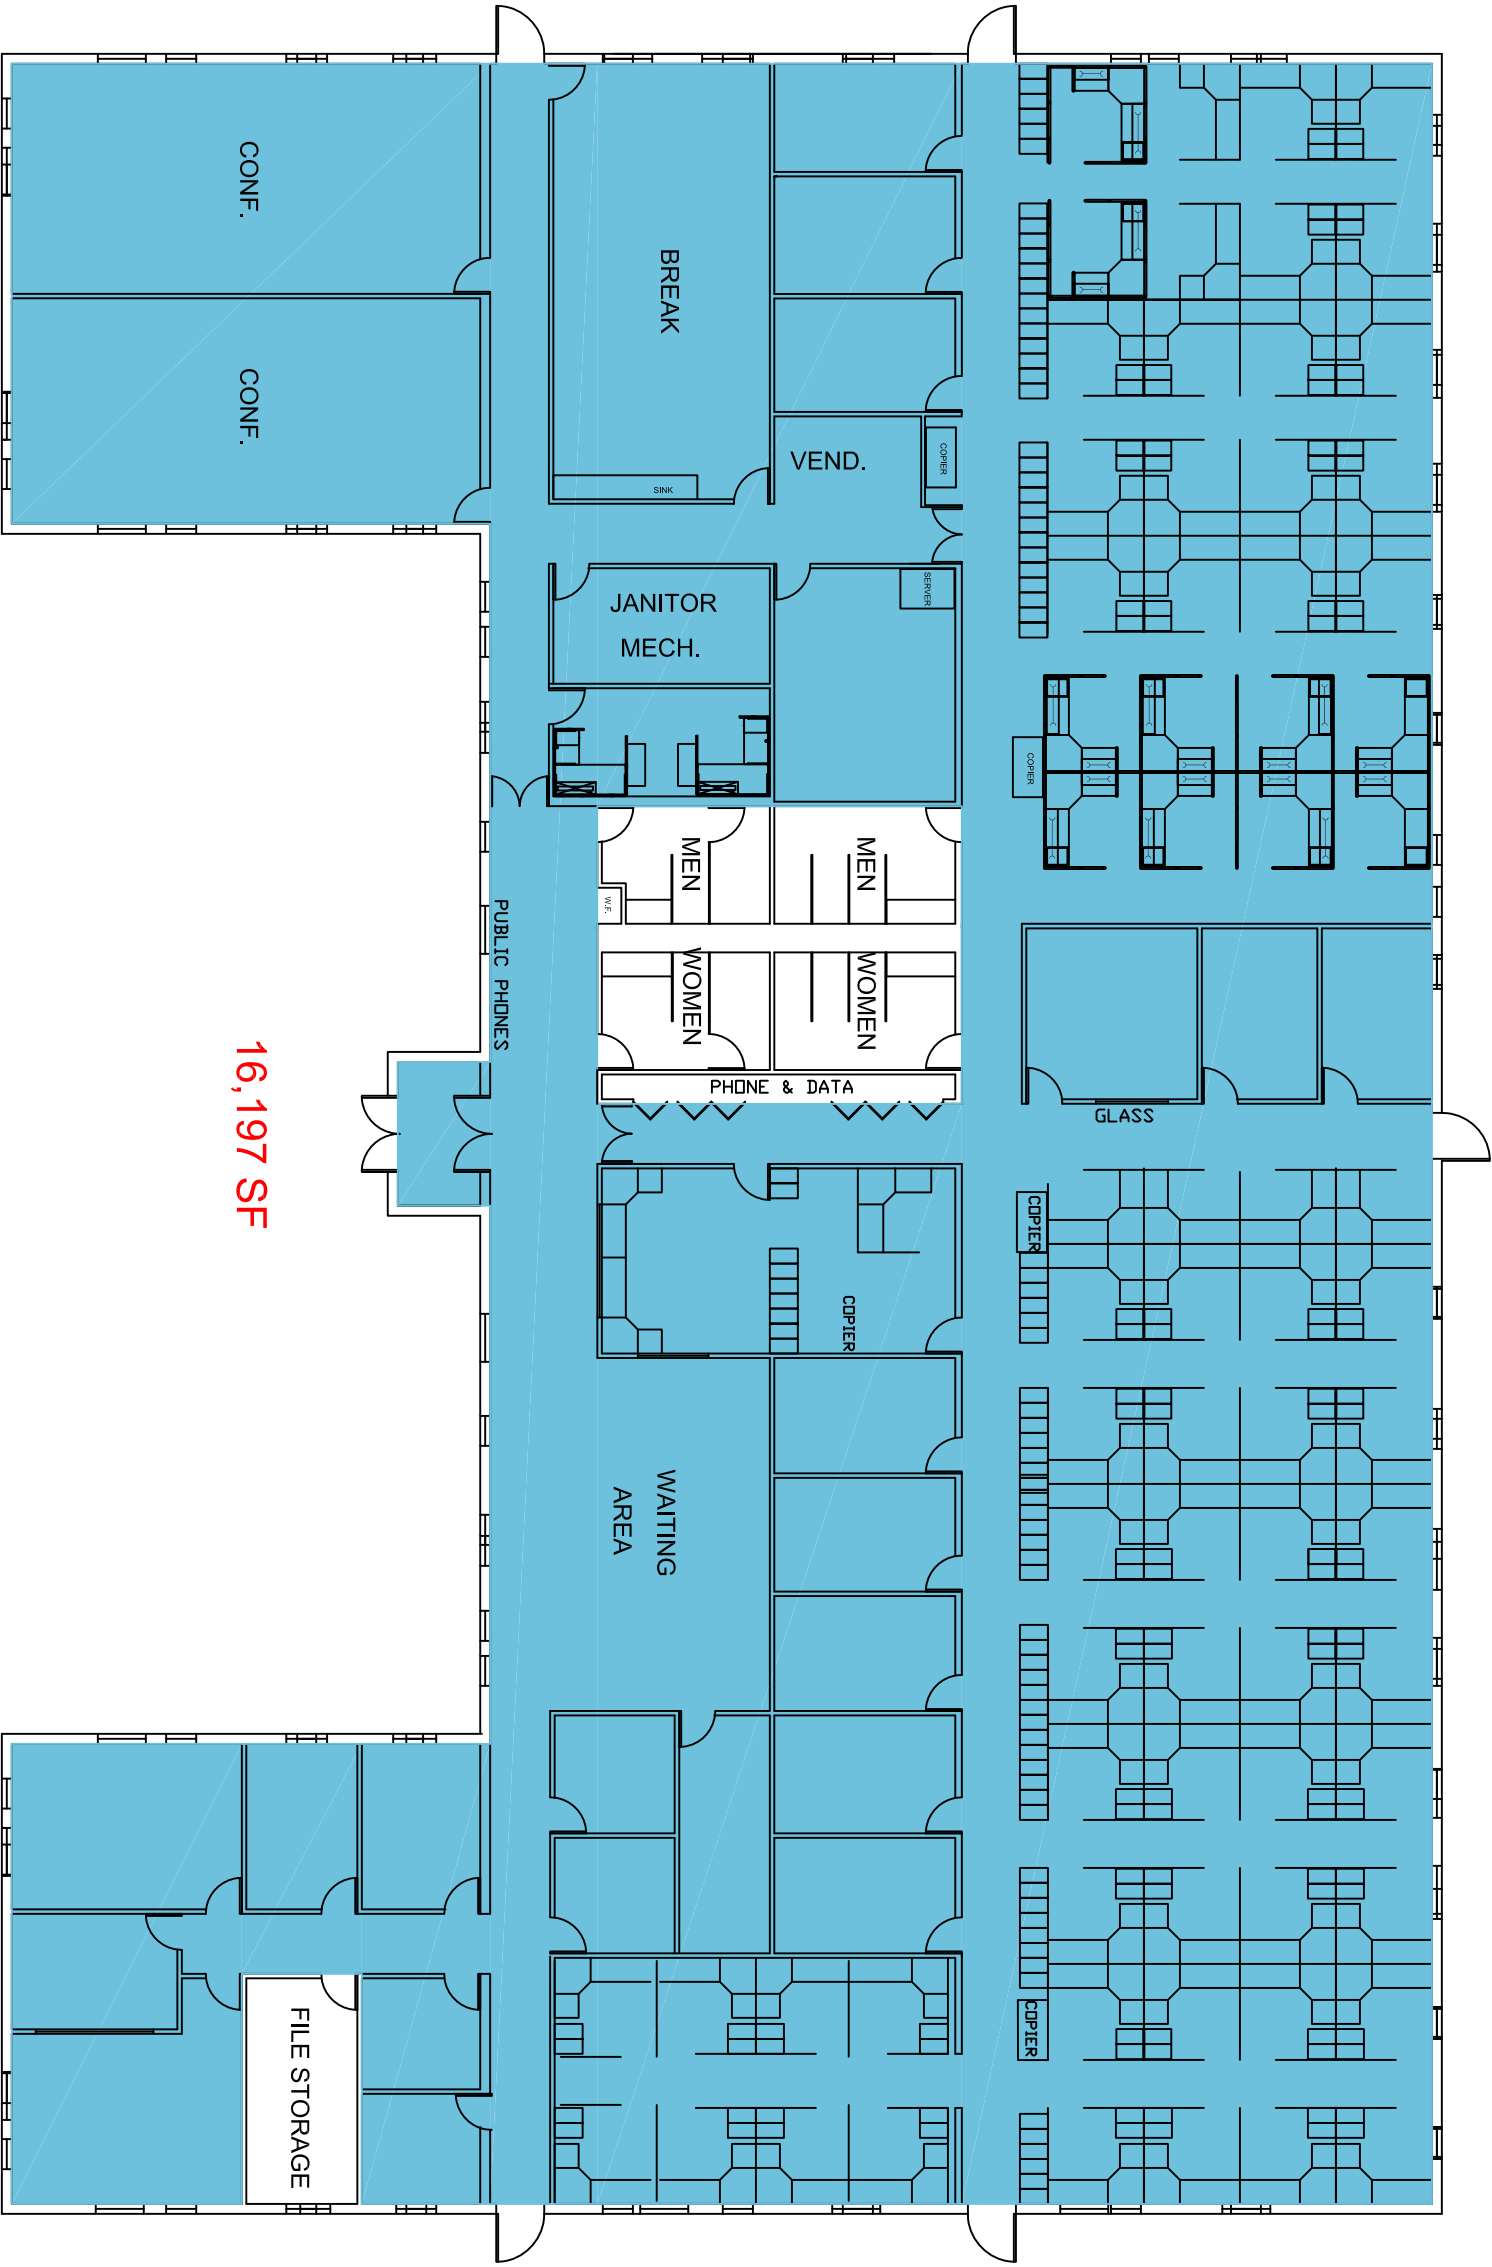 CONF.
BREAK
CONF.
VEND.
COPIER
SINK
SERVER
JANITOR
MECH.
COPIER
MEN
MEN
W.F.
PUBLIC PHONES
WOMEN
WOMEN
PHONE & DATA
GLASS
16,197 SF
COPIER
COPIER
WAITING
AREA
COPIER
FILE STORAGE